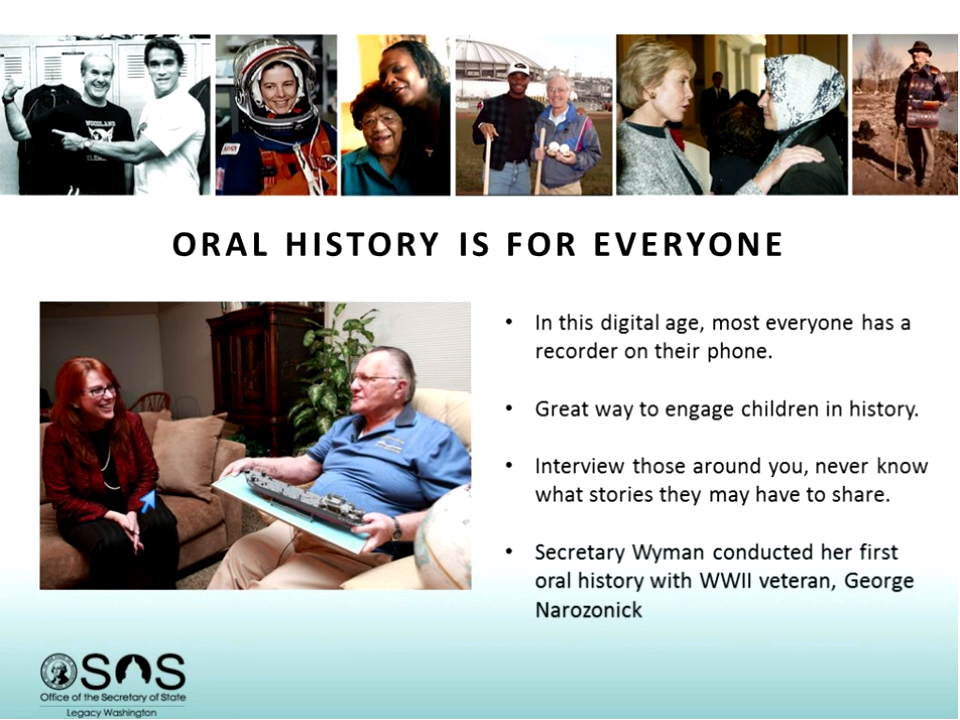 WOODLAND
ORAL HISTORY IS FOR EVERYONE
• In this digital age, most everyone has a
recorder on their phone.
• Great way to engage children in history.
• Interview those around you, never know
what stories they may have to share.
• Secretary Wyman conducted her first
oral history with WWII veteran, George
Narozonick
SOS
Office of the Secretary of State
Legacy Washington